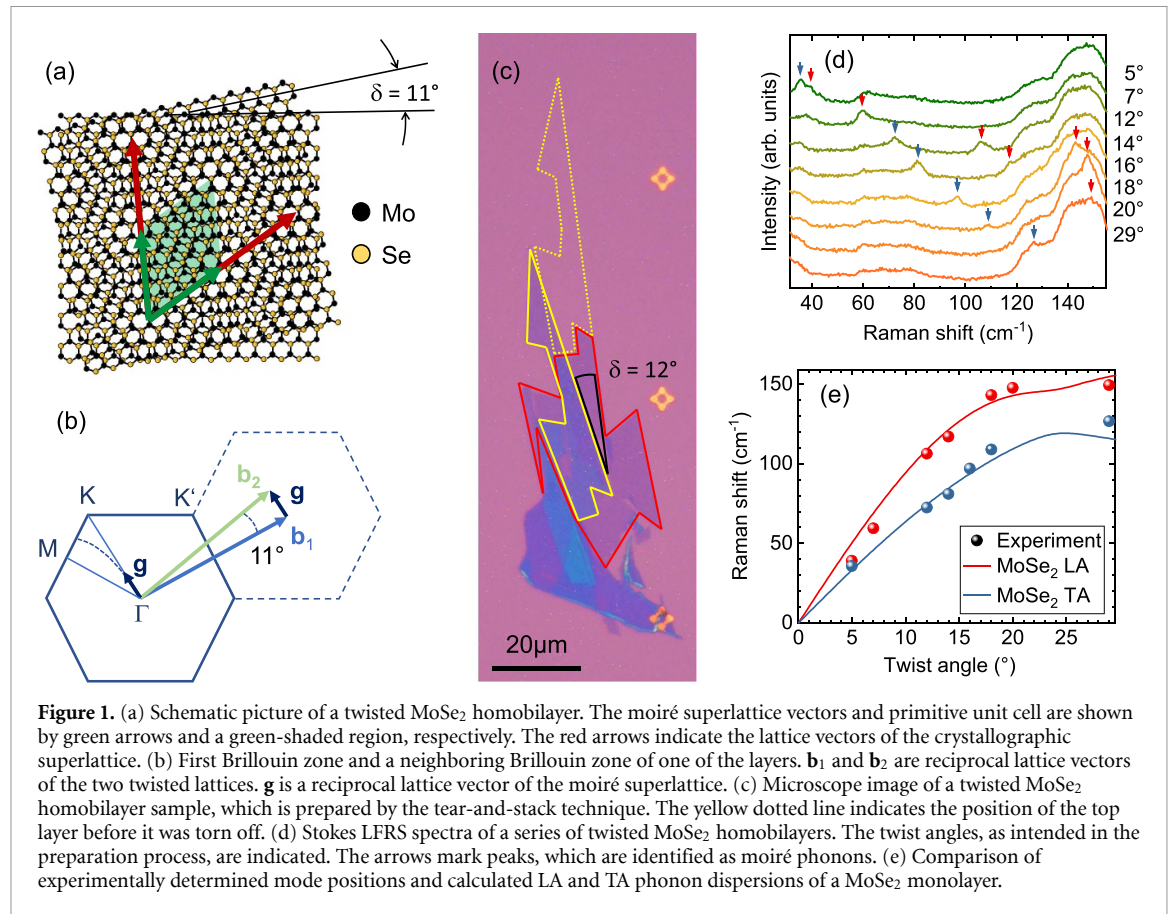 (a)
δ = 11°
Mo
Se
(b)
K
K‘
M
Γ
g
b₂
g
b₁
11°
(c)
δ = 12°
20µm
(d)
Intensity (arb. units)
5°
7°
12°
14°
16°
18°
20°
29°
40 60 80 100 120 140
Raman shift (cm⁻¹)
(e)
Raman shift (cm⁻¹)
150
100
50
0
Experiment
MoSe₂ LA
MoSe₂ TA
0 5 10 15 20 25
Twist angle (°)
Figure 1. (a) Schematic picture of a twisted MoSe₂ homobilayer. The moiré superlattice vectors and primitive unit cell are shown
by green arrows and a green-shaded region, respectively. The red arrows indicate the lattice vectors of the crystallographic
superlattice. (b) First Brillouin zone and a neighboring Brillouin zone of one of the layers. b₁ and b₂ are reciprocal lattice vectors
of the two twisted lattices. g is a reciprocal lattice vector of the moiré superlattice. (c) Microscope image of a twisted MoSe₂
homobilayer sample, which is prepared by the tear-and-stack technique. The yellow dotted line indicates the position of the top
layer before it was torn off. (d) Stokes LFRS spectra of a series of twisted MoSe₂ homobilayers. The twist angles, as intended in the
preparation process, are indicated. The arrows mark peaks, which are identified as moiré phonons. (e) Comparison of
experimentally determined mode positions and calculated LA and TA phonon dispersions of a MoSe₂ monolayer.